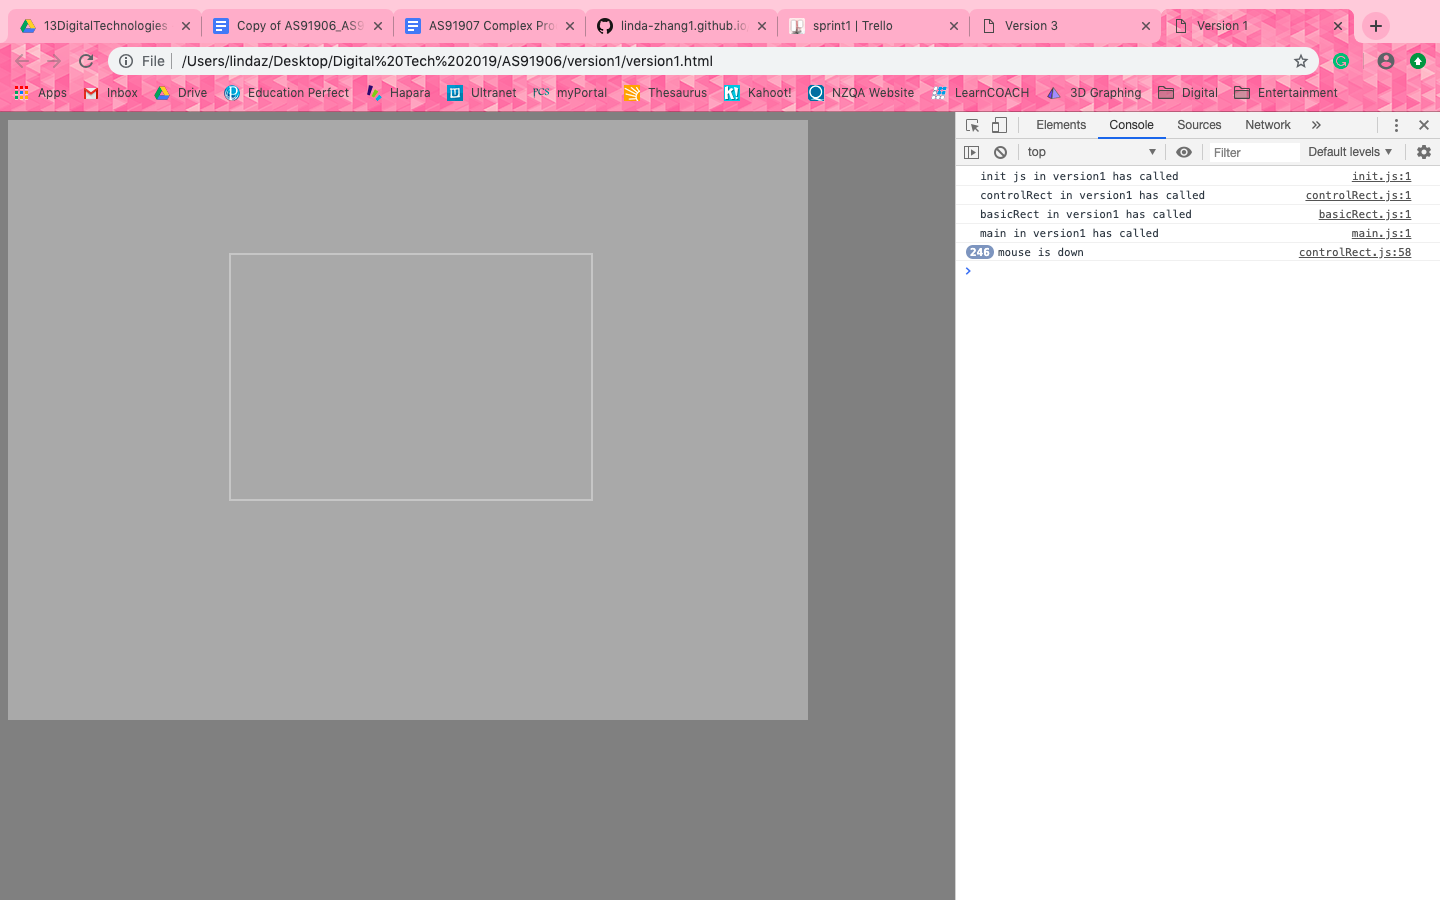 13DigitalTechnologies
Copy of AS91906_AS9
AS91907 Complex Pro
linda-zhang1.github.io
sprint1 | Trello
Version 3
Version 1
File
/Users/lindaz/Desktop/Digital%20Tech%202019/AS91906/version1/version1.html
Apps
Inbox
Drive
Education Perfect
Hapara
Ultranet
PCS
myPortal
Thesaurus
K!
Kahoot!
NZQA Website
LearnCOACH
3D Graphing
Digital
Entertainment
Elements
Console
Sources
Network
»
top
Filter
Default levels
init js in version1 has called init.js:1
controlRect in version1 has called controlRect.js:1
basicRect in version1 has called basicRect.js:1
main in version1 has called main.js:1
246 mouse is down controlRect.js:58